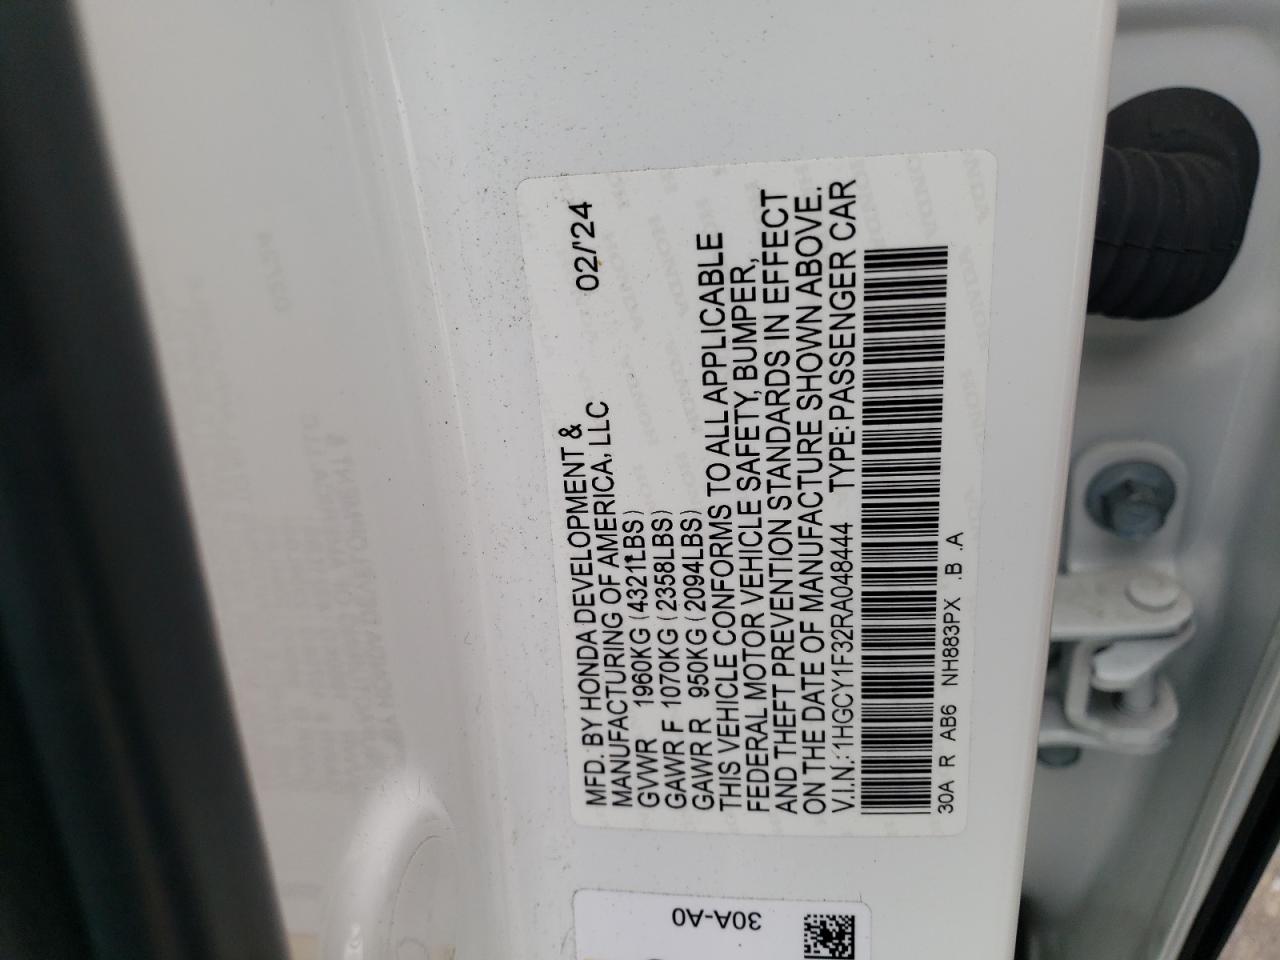 MFD. BY HONDA DEVELOPMENT & 02/'24
MANUFACTURING OF AMERICA, LLC
GVWR 1960KG (4321LBS)
GAWR F 1070KG (2358LBS)
GAWR R 950KG (2094LBS)
THIS VEHICLE CONFORMS TO ALL APPLICABLE
FEDERAL MOTOR VEHICLE SAFETY, BUMPER,
AND THEFT PREVENTION STANDARDS IN EFFECT
ON THE DATE OF MANUFACTURE SHOWN ABOVE.
V.I.N.: 1HGCY1F32RA048444 TYPE: PASSENGER CAR
30A R AB6 NH883PX .B .A
30A-A0